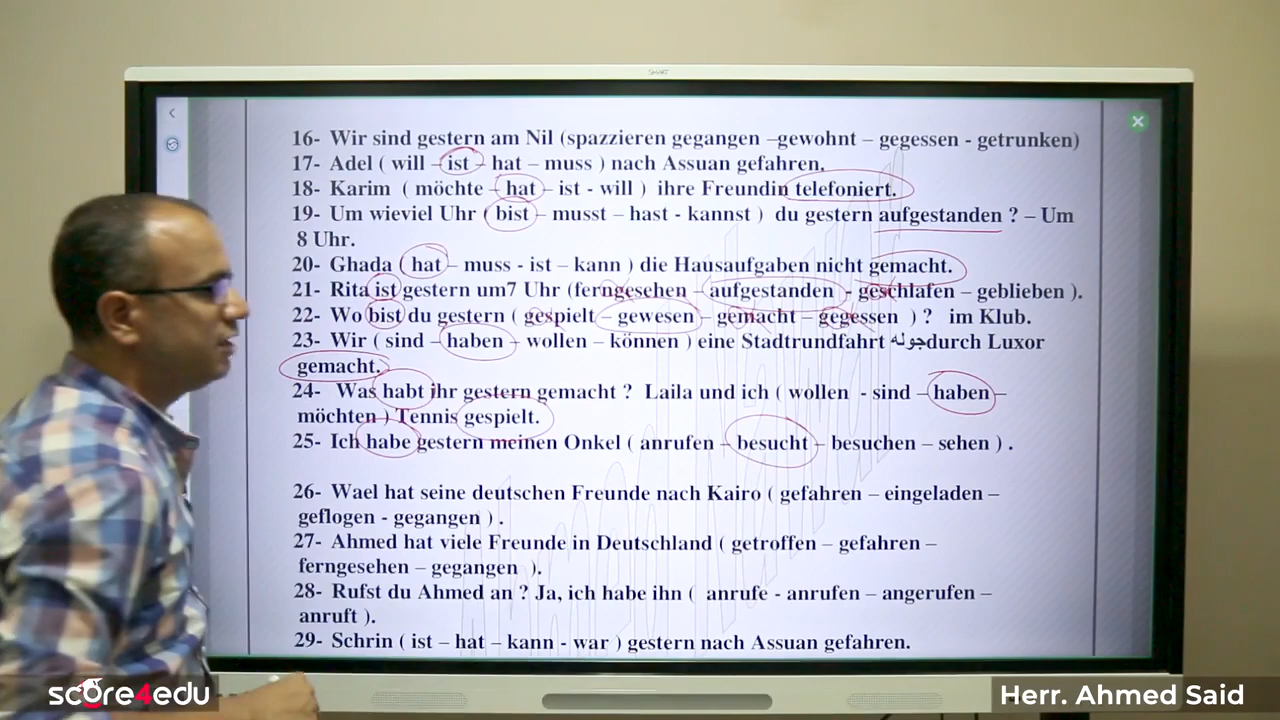 SMART
16- Wir sind gestern am Nil (spazzieren gegangen –gewohnt – gegessen - getrunken)
17- Adel ( will – ist – hat – muss ) nach Assuan gefahren.
18- Karim ( möchte – hat – ist - will ) ihre Freundin telefoniert.
19- Um wieviel Uhr ( bist – musst – hast - kannst ) du gestern aufgestanden ? – Um
8 Uhr.
20- Ghada ( hat – muss - ist – kann ) die Hausaufgaben nicht gemacht.
21- Rita ist gestern um7 Uhr (ferngesehen – aufgestanden - geschlafen – geblieben ).
22- Wo bist du gestern ( gespielt – gewesen – gemacht – gegessen ) ? im Klub.
23- Wir ( sind – haben – wollen – können ) eine Stadtrundfahrt جوله durch Luxor
gemacht.
24- Was habt ihr gestern gemacht ? Laila und ich ( wollen - sind – haben –
möchten ) Tennis gespielt.
25- Ich habe gestern meinen Onkel ( anrufen – besucht – besuchen – sehen ) .
26- Wael hat seine deutschen Freunde nach Kairo ( gefahren – eingeladen –
geflogen - gegangen ) .
27- Ahmed hat viele Freunde in Deutschland ( getroffen – gefahren –
ferngesehen – gegangen ).
28- Rufst du Ahmed an ? Ja, ich habe ihn ( anrufe - anrufen – angerufen –
anruft ).
29- Schrin ( ist – hat – kann - war ) gestern nach Assuan gefahren.
score4edu
Herr. Ahmed Said